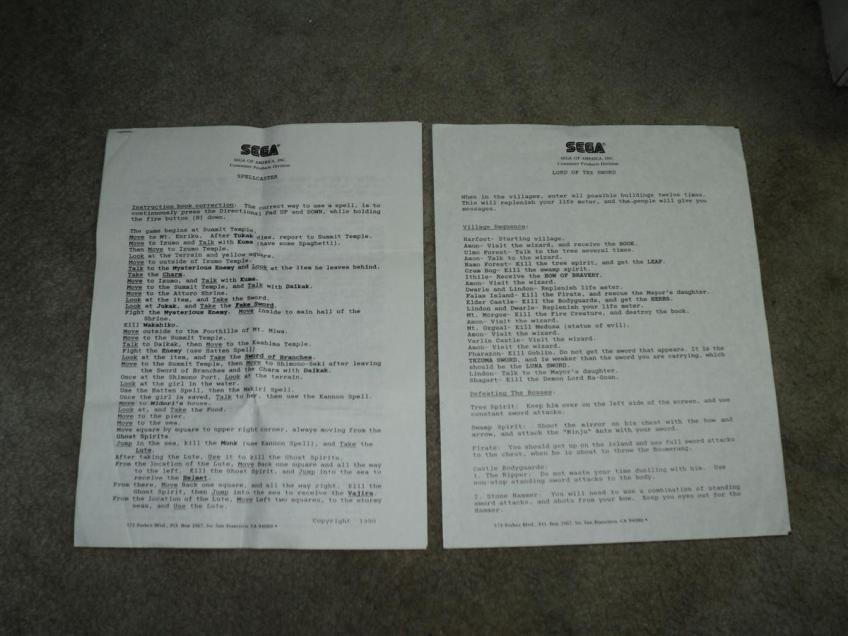 SEGA
SEGA OF AMERICA, INC.
Consumer Products Division
SPELLCASTER
Instruction book correction: The correct way to use a spell, is to
continuously press the Directional Pad UP and DOWN, while holding
the fire button (B) down.
The game begins at Summit Temple.
Move to Mt. Enriku. After Tukak dies, report to Summit Temple.
Move to Izumo and Talk with Kume (have some Spaghetti).
Then Move to Izumo Temple.
Look at the Terrain and yellow square.
Move to outside of Izumo Temple.
Talk to the Mysterious Enemy and Look at the item he leaves behind.
Take the Charm.
Move to Izumo, and Talk with Kume.
Move to the Summit Temple, and Talk with Daikak.
Move to the Atturo Shrine.
Look at the item, and Take the Sword.
Look at Jokak, and Take the Fake Sword.
Fight the Mysterious Enemy. Move inside to main hall of the
Shrine.
Kill Wakahiko.
Move outside to the Foothills of Mt. Miwa.
Move to the Summit Temple.
Talk to Daikak, then Move to the Kashima Temple.
Fight the Enemy (use Hatten Spell)
Look at the item, and Take the Sword of Branches.
Move to the Summit Temple, then Move to Shimono-Seki after leaving
the Sword of Branches and the Charm with Daikak.
Once at the Shimono Port, Look at the terrain.
Look at the girl in the water.
Use the Hatten Spell, then the Makiri Spell.
Once the girl is saved, Talk to her, then use the Kannon Spell.
Move to Midori's house.
Look at, and Take the Food.
Move to the pier.
Move to the sea.
Move square by square to upper right corner, always moving from the
Ghost Spirits.
Jump in the sea, kill the Monk (use Kannon Spell), and Take the
Lute.
After taking the Lute, Use it to kill the Ghost Spirits.
From the location of the Lute, Move Back one square and all the way
to the left. Kill the Ghost Spirit, and Jump into the sea to
receive the Helmet.
From there, Move Back one square, and all the way right. Kill the
Ghost Spirit, then Jump into the sea to receive the Vajira.
From the location of the Lute, Move left two squares, to the stormy
seas, and Use the Lute.
Copyright 1990
573 Forbes Blvd., P.O. Box 2167, So. San Francisco, CA 94080 •
SEGA
SEGA OF AMERICA, INC.
Consumer Products Division
LORD OF THE SWORD
When in the villages, enter all possible buildings twelve times.
This will replenish your life meter, and the people will give you
messages.
Village Sequence:
Harfoot- Starting village.
Amon- Visit the wizard, and receive the BOOK.
Ulmo Forest- Talk to the tree several times.
Amon- Talk to the wizard.
Namo Forest- Kill the tree spirit, and get the LEAF.
Gram Bog- Kill the swamp spirit.
Ithile- Receive the BOW OF BRAVERY.
Amon- Visit the wizard.
Dwarle and Lindon- Replenish life meter.
Falas Island- Kill the Pirate, and rescue the Mayor's daughter.
Elder Castle- Kill the Bodyguards, and get the HERBS.
Lindon and Dwarle- Replenish your life meter.
Mt. Morgos- Kill the Fire Creature, and destroy the book.
Amon- Visit the wizard.
Mt. Orgual- Kill Medusa (statue of evil).
Amon- Visit the wizard.
Varlin Castle- Visit the wizard.
Amon- Visit the wizard.
Pharazon- Kill Goblin. Do not get the sword that appears. It is the
TEZUMA SWORD, and is weaker than the sword you are carrying, which
should be the LUNA SWORD.
Lindon- Talk to the Mayor's daughter.
Shagart- Kill the Demon Lord Ra-Goan.
Defeating The Bosses:
Tree Spirit: Keep him over on the left side of the screen, and use
constant sword attacks.
Swamp Spirit: Shoot the mirror on his chest with the bow and
arrow, and attack the "Ninja" Aute with your sword.
Pirate: You should get up on the island and use full sword attacks
to the chest, when he is about to throw the Boomerang.
Castle Bodyguards:
1. The Ripper: Do not waste your time duelling with him. Use
non-stop standing sword attacks to the body.
2. Stone Hammer: You will need to use a combination of standing
sword attacks, and shots from your bow. Keep you eyes out for the
Hammer.
573 Forbes Blvd., P.O. Box 2167, So. San Francisco, CA 94080 •